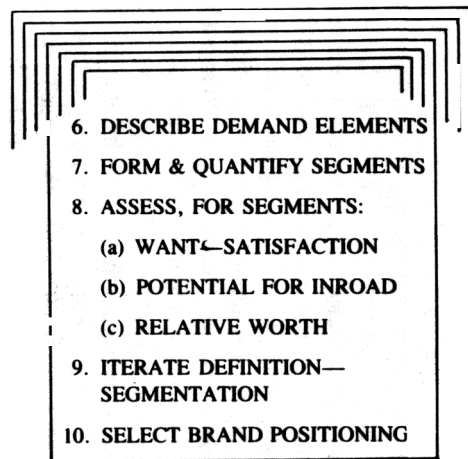 6. DESCRIBE DEMAND ELEMENTS
7. FORM & QUANTIFY SEGMENTS
8. ASSESS, FOR SEGMENTS:
(a) WANT—SATISFACTION
(b) POTENTIAL FOR INROAD
(c) RELATIVE WORTH
9. ITERATE DEFINITION—
SEGMENTATION
10. SELECT BRAND POSITIONING